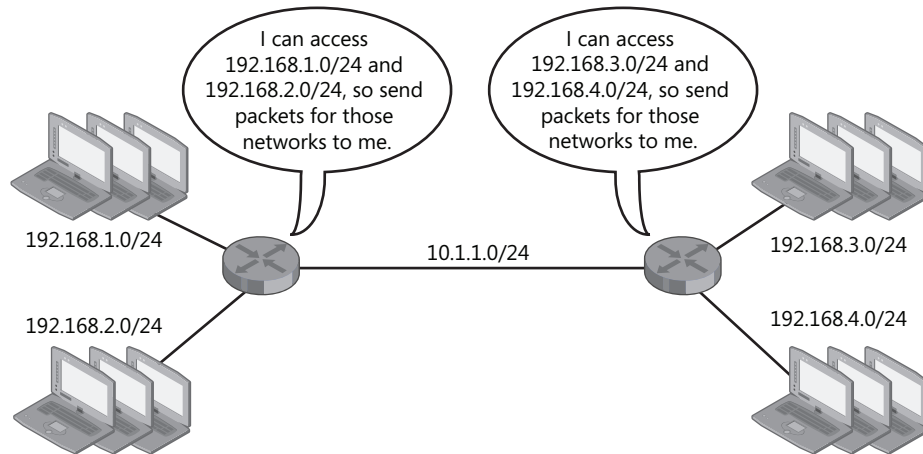 I can access
192.168.1.0/24 and
192.168.2.0/24, so send
packets for those
networks to me.
I can access
192.168.3.0/24 and
192.168.4.0/24, so send
packets for those
networks to me.
192.168.1.0/24
10.1.1.0/24
192.168.3.0/24
192.168.2.0/24
192.168.4.0/24